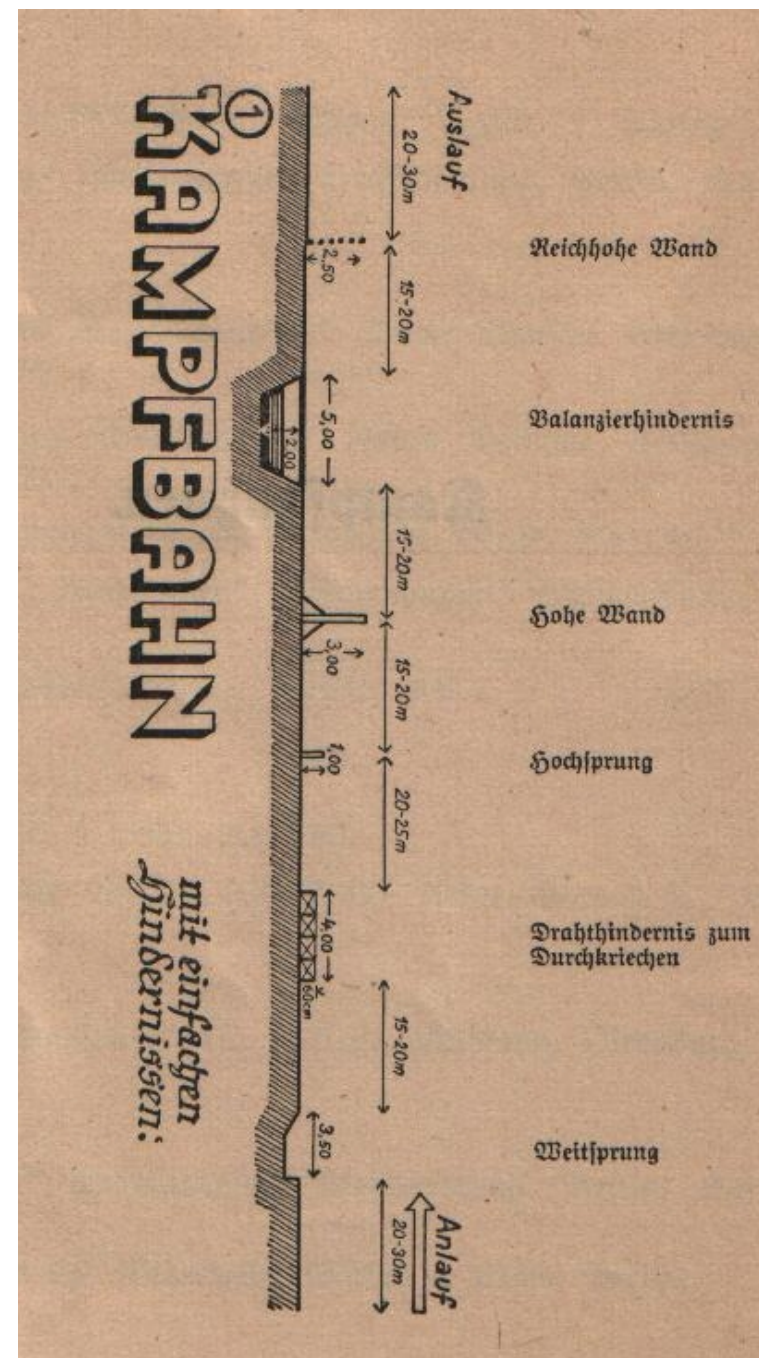 ① KAMPFBAHN
mit einfachen
Hindernissen:
Auslauf
20-30m
Reichhohe Wand
2,50
15-20m
Balanzierhindernis
5,00
2,00
15-20m
Hohe Wand
3,00
15-20m
Hochsprung
1,00
20-25m
Drahthindernis zum
Durchkriechen
4,00
60cm
15-20m
Weitsprung
3,50
Anlauf
20-30m